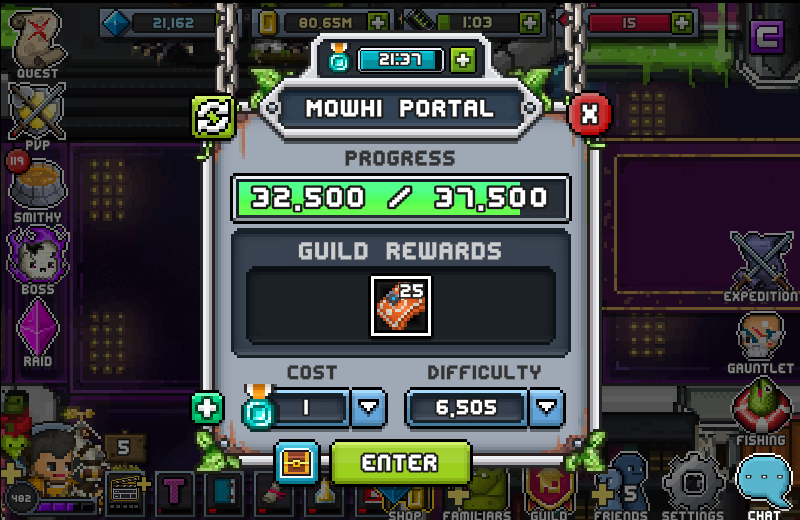 21,162
80.65M
1:03
15
21:37
QUEST
MOWHI PORTAL
X
C
PVP
PROGRESS
119
32,500 / 37,500
SMITHY
GUILD REWARDS
25
BOSS
EXPEDITION
RAID
COST
DIFFICULTY
GAUNTLET
1
6,505
FISHING
5
ENTER
482
T
5
SHOP
FAMILIARS
GUILD
FRIENDS
SETTINGS
CHAT